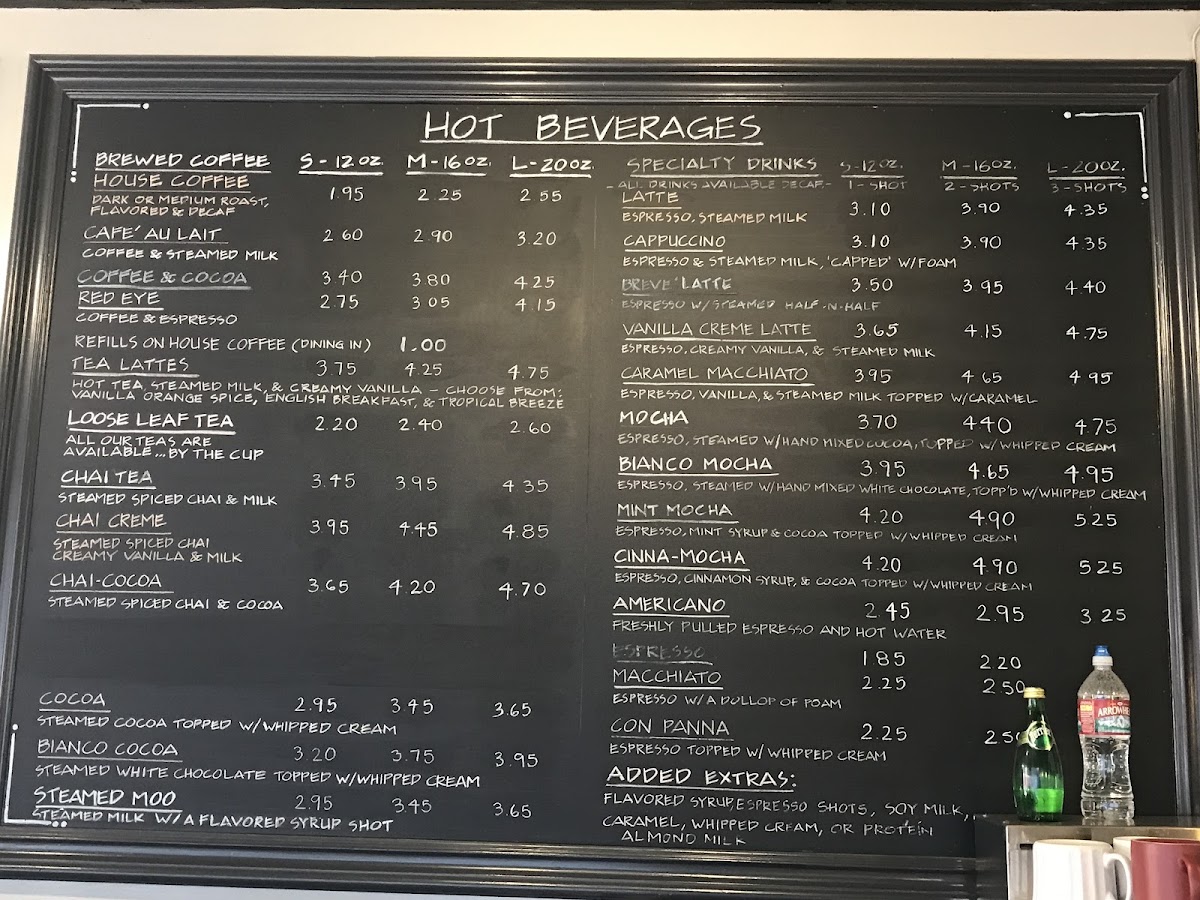 HOT BEVERAGES
BREWED COFFEE S-12oz. M-16oz. L-20oz.
HOUSE COFFEE 1.95 2.25 2 55
DARK OR MEDIUM ROAST,
FLAVORED & DECAF
CAFE' AU LAIT 2 60 2.90 3.20
COFFEE & STEAMED MILK
COFFEE & COCOA 3.40 3.80 4.25
RED EYE 2.75 3 05 4.15
COFFEE & ESPRESSO
REFILLS ON HOUSE COFFEE (DINING IN) 1.00
TEA LATTES 3.75 4.25 4.75
HOT TEA, STEAMED MILK, & CREAMY VANILLA - CHOOSE FROM:
VANILLA ORANGE SPICE, ENGLISH BREAKFAST, & TROPICAL BREEZE
LOOSE LEAF TEA 2.20 2.40 2.60
ALL OUR TEAS ARE
AVAILABLE...BY THE CUP
CHAI TEA 3.45 3.95 4 35
STEAMED SPICED CHAI & MILK
CHAI CREME 3.95 4.45 4.85
STEAMED SPICED CHAI
CREAMY VANILLA & MILK
CHAI-COCOA 3.65 4.20 4.70
STEAMED SPICED CHAI & COCOA
COCOA 2.95 3.45 3.65
STEAMED COCOA TOPPED W/WHIPPED CREAM
BIANCO COCOA 3.20 3.75 3.95
STEAMED WHITE CHOCOLATE TOPPED W/WHIPPED CREAM
STEAMED MOO 2.95 3.45 3.65
STEAMED MILK W/A FLAVORED SYRUP SHOT
SPECIALTY DRINKS S-12oz. M-16oz. L-20oz.
-ALL DRINKS AVAILABLE DECAF- 1-SHOT 2-SHOTS 3-SHOTS
LATTE 3.10 3.90 4.35
ESPRESSO, STEAMED MILK
CAPPUCCINO 3.10 3.90 4.35
ESPRESSO & STEAMED MILK, 'CAPPED' W/FOAM
BREVE' LATTE 3.50 3 95 4 40
ESPRESSO W/STEAMED HALF-N-HALF
VANILLA CREME LATTE 3.65 4.15 4.75
ESPRESSO, CREAMY VANILLA, & STEAMED MILK
CARAMEL MACCHIATO 3.95 4 65 4 95
ESPRESSO, VANILLA, & STEAMED MILK TOPPED W/CARAMEL
MOCHA 3.70 4.40 4.75
ESPRESSO, STEAMED W/HAND MIXED COCOA, TOPPED W/WHIPPED CREAM
BIANCO MOCHA 3.95 4.65 4.95
ESPRESSO, STEAMED W/HAND MIXED WHITE CHOCOLATE, TOPP'D W/WHIPPED CREAM
MINT MOCHA 4.20 4.90 5.25
ESPRESSO, MINT SYRUP & COCOA TOPPED W/WHIPPED CREAM
CINNA-MOCHA 4.20 4.90 5 25
ESPRESSO, CINNAMON SYRUP, & COCOA TOPPED W/WHIPPED CREAM
AMERICANO 2.45 2.95 3 25
FRESHLY PULLED ESPRESSO AND HOT WATER
ESPRESSO 1.85 2.20
MACCHIATO 2.25 2 50
ESPRESSO W/A DOLLOP OF FOAM
CON PANNA 2.25
ESPRESSO TOPPED W/ WHIPPED CREAM
ADDED EXTRAS:
FLAVORED SYRUP, ESPRESSO SHOTS, SOY MILK,
CARAMEL, WHIPPED CREAM, OR PROTEIN
ALMOND MILK
Perrier